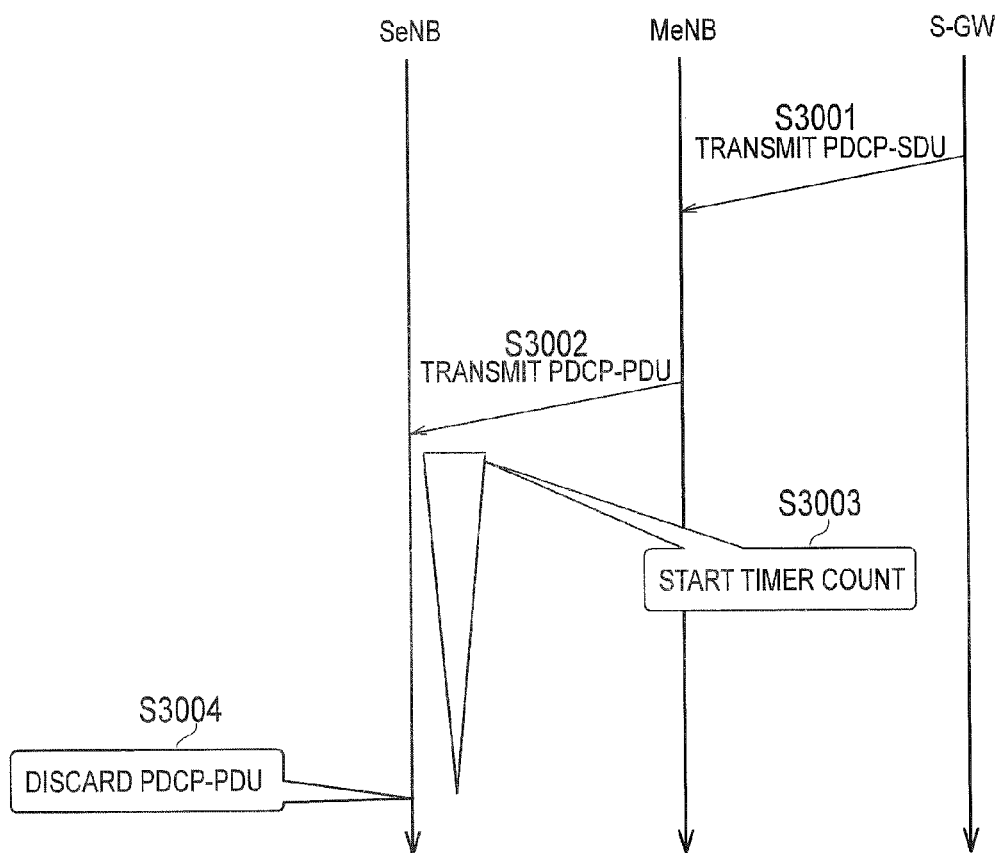 SeNB MeNB S-GW
S3001
TRANSMIT PDCP-SDU
S3002
TRANSMIT PDCP-PDU
S3003
START TIMER COUNT
S3004
DISCARD PDCP-PDU